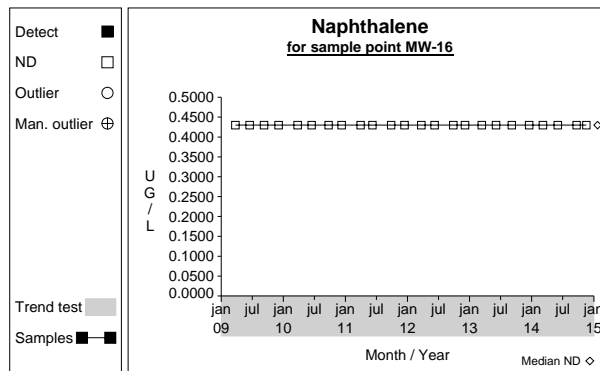 Detect
ND
Outlier
Man. outlier
Trend test
Samples
Naphthalene
for sample point MW-16
U
G
/
L
0.5000
0.4500
0.4000
0.3500
0.3000
0.2500
0.2000
0.1500
0.1000
0.0500
0.0000
jan jul jan jul jan jul jan jul jan jul jan jul jan
09 10 11 12 13 14 15
Month / Year
Median ND